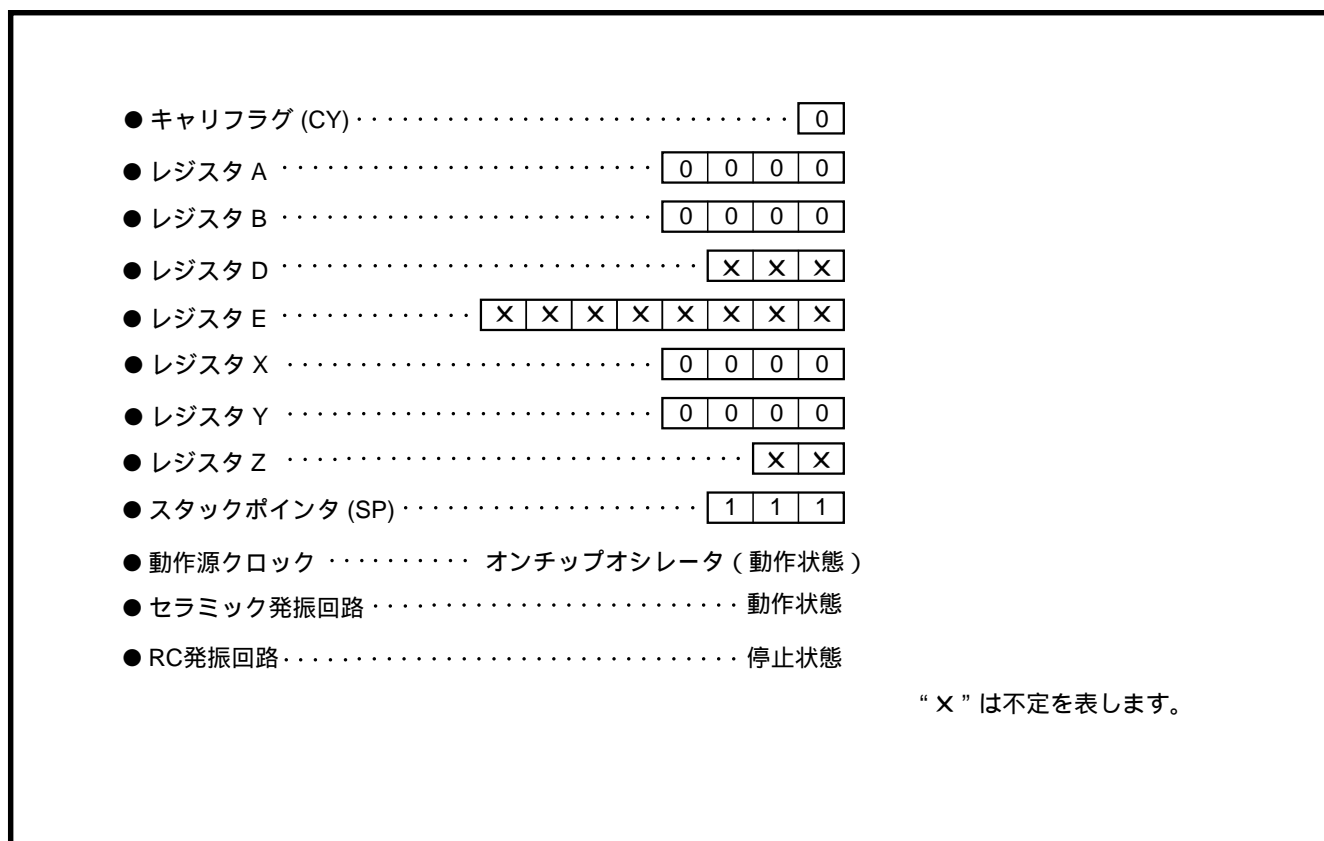 ● キャリフラグ (CY)・・・・・・・・・・・・・・・・・・・・・・・・・・・・・ 0
● レジスタ A ・・・・・・・・・・・・・・・・・・・・・・・・・ 0 0 0 0
● レジスタ B ・・・・・・・・・・・・・・・・・・・・・・・・・ 0 0 0 0
● レジスタ D ・・・・・・・・・・・・・・・・・・・・・・・・・・・・ × × ×
● レジスタ E ・・・・・・・・・・・・・ × × × × × × × ×
● レジスタ X ・・・・・・・・・・・・・・・・・・・・・・・・ 0 0 0 0
● レジスタ Y ・・・・・・・・・・・・・・・・・・・・・・・・ 0 0 0 0
● レジスタ Z ・・・・・・・・・・・・・・・・・・・・・・・・・・・・・・ × ×
● スタックポインタ (SP)・・・・・・・・・・・・・・・・・・・・ 1 1 1
● 動作源クロック ・・・・・・・・・・ オンチップオシレータ ( 動作状態 )
● セラミック発振回路・・・・・・・・・・・・・・・・・・・・・・・・・ 動作状態
● RC発振回路・・・・・・・・・・・・・・・・・・・・・・・・・・・・・・・ 停止状態
“ × ” は不定を表します。